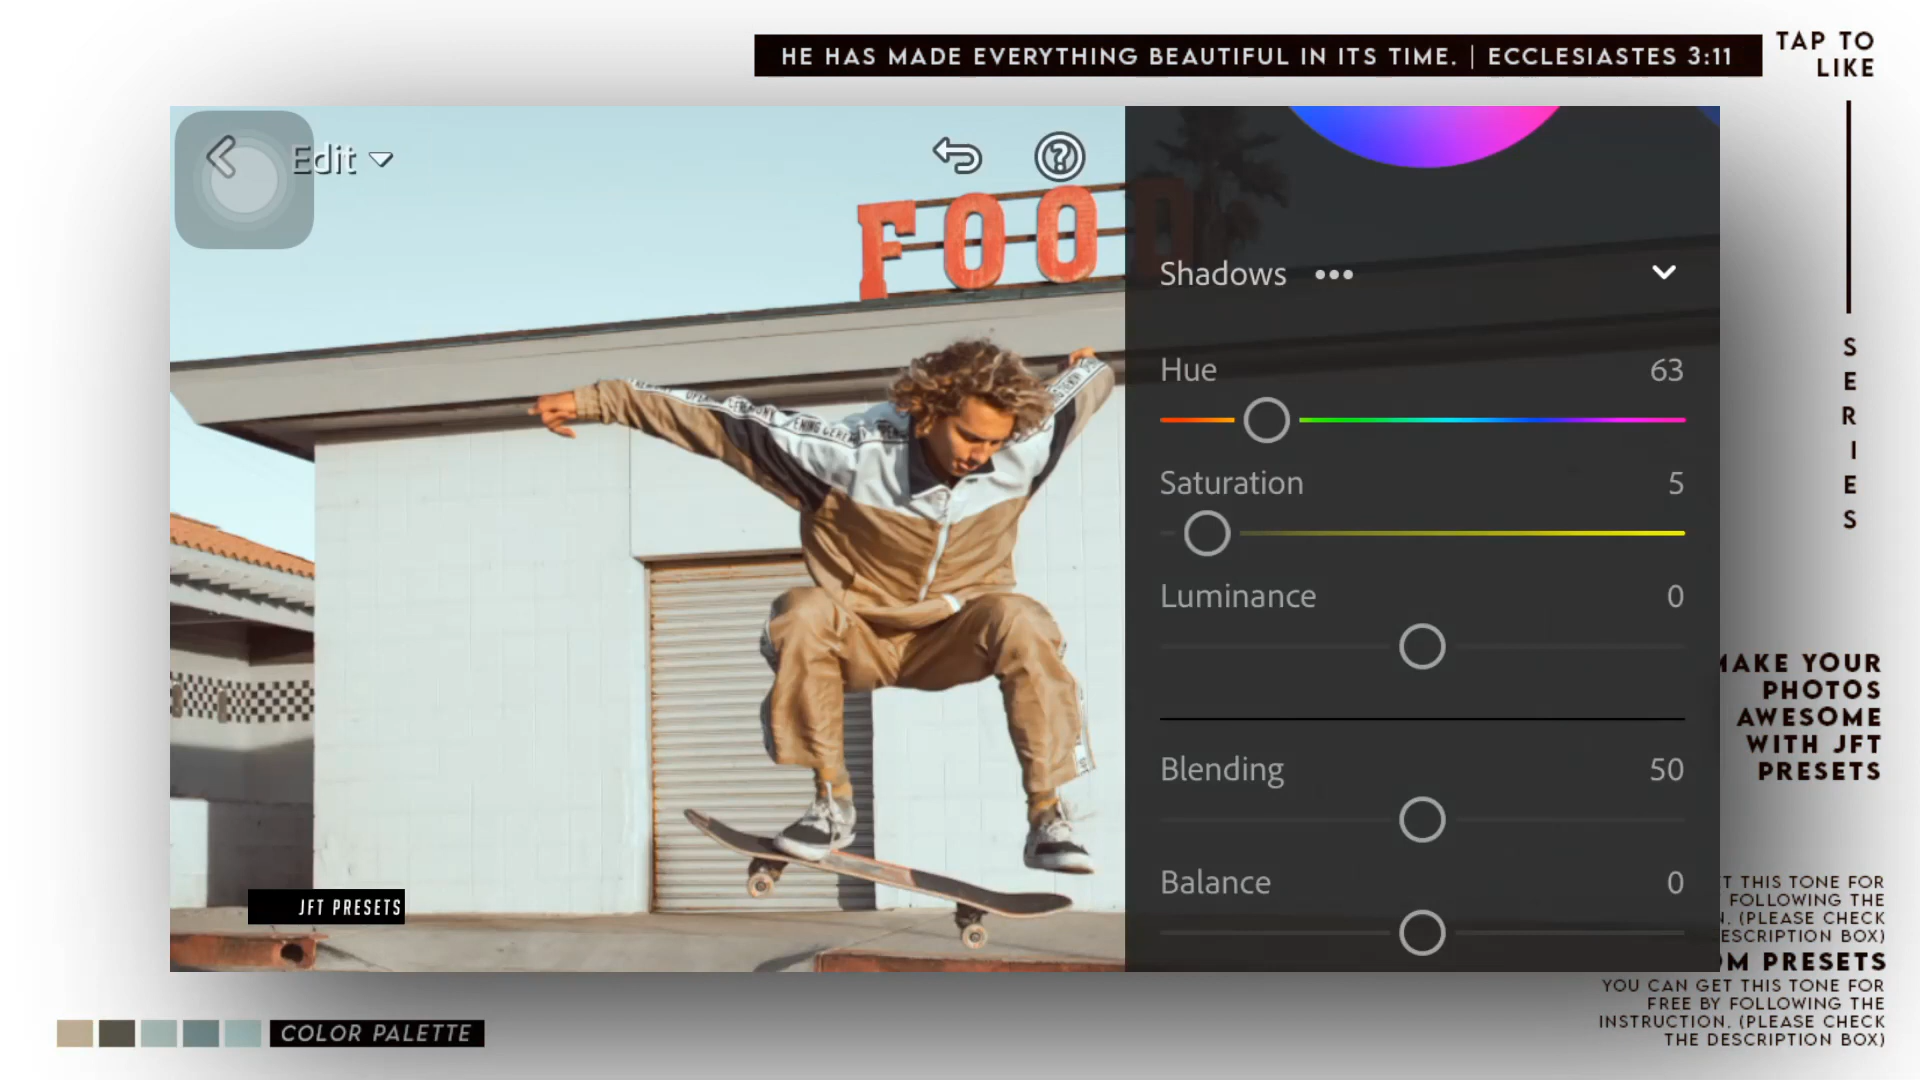 HE HAS MADE EVERYTHING BEAUTIFUL IN ITS TIME. | ECCLESIASTES 3:11
TAP TO
LIKE
Edit
FOOD
Shadows
Hue 63
Saturation 5
Luminance 0
Blending 50
Balance 0
SERIES
YOUR
PHOTOS
AWESOME
WITH JFT
PRESETS
THIS TONE FOR
FOLLOWING THE
(PLEASE CHECK
BOX)
PRESETS
YOU CAN GET THIS TONE FOR
FREE BY FOLLOWING THE
INSTRUCTION. (PLEASE CHECK
THE DESCRIPTION BOX)
JFT PRESETS
COLOR PALETTE